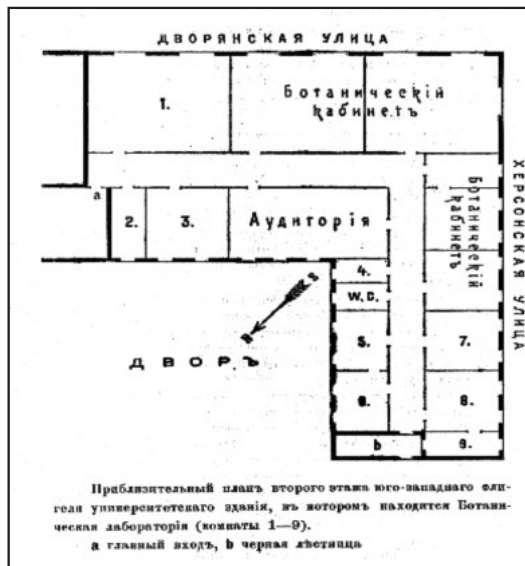 ДВОРЯНСКАЯ УЛИЦА
1.
Ботаническій
кабинетъ
ХЕРСОНСКАЯ УЛИЦА
Ботаническій
кабинетъ
a
2.
3.
Аудиторія
4.
W.C.
S
N
ДВОРЪ
5.
7.
6.
8.
b
9.
Приблизительный планъ второго этажа юго-западнаго фли-
геля университетскаго зданія, въ которомъ находится Ботани-
ческая лабораторія (комнаты 1—9).
a главный входъ, b черная лѣстница